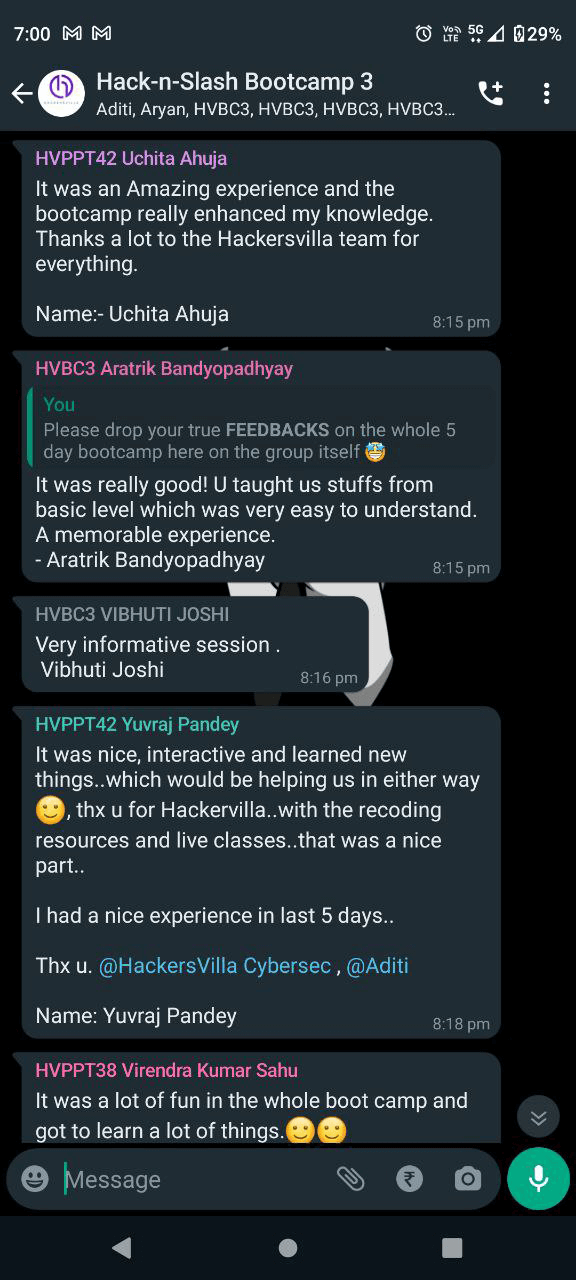 7:00
Vo)) LTE 5G 29%
Hack-n-Slash Bootcamp 3
Aditi, Aryan, HVBC3, HVBC3, HVBC3, HVBC3...
HVPPT42 Uchita Ahuja
It was an Amazing experience and the
bootcamp really enhanced my knowledge.
Thanks a lot to the Hackersvilla team for
everything.
Name:- Uchita Ahuja
8:15 pm
HVBC3 Aratrik Bandyopadhyay
You
Please drop your true FEEDBACKS on the whole 5
day bootcamp here on the group itself 🤩
It was really good! U taught us stuffs from
basic level which was very easy to understand.
A memorable experience.
- Aratrik Bandyopadhyay
8:15 pm
HVBC3 VIBHUTI JOSHI
Very informative session .
Vibhuti Joshi
8:16 pm
HVPPT42 Yuvraj Pandey
It was nice, interactive and learned new
things..which would be helping us in either way
🙂, thx u for Hackervilla..with the recoding
resources and live classes..that was a nice
part..
I had a nice experience in last 5 days..
Thx u. @HackersVilla Cybersec , @Aditi
Name: Yuvraj Pandey
8:18 pm
HVPPT38 Virendra Kumar Sahu
It was a lot of fun in the whole boot camp and
got to learn a lot of things.🙂🙂
Message